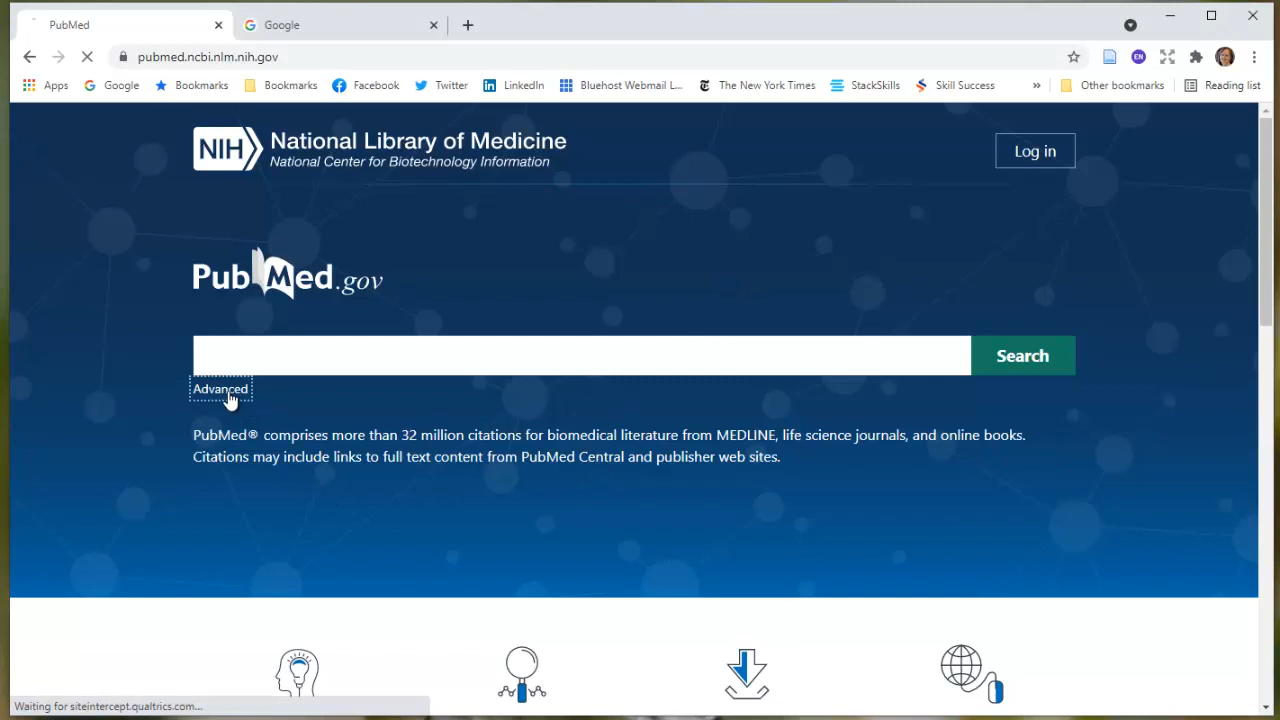 PubMed
Google
pubmed.ncbi.nlm.nih.gov
EN
Apps
Google
Bookmarks
Bookmarks
Facebook
Twitter
LinkedIn
Bluehost Webmail L...
The New York Times
StackSkills
Skill Success
»
Other bookmarks
Reading list
NIH
National Library of Medicine
National Center for Biotechnology Information
Log in
PubMed.gov
Search
Advanced
PubMed® comprises more than 32 million citations for biomedical literature from MEDLINE, life science journals, and online books.
Citations may include links to full text content from PubMed Central and publisher web sites.
Waiting for siteintercept.qualtrics.com...